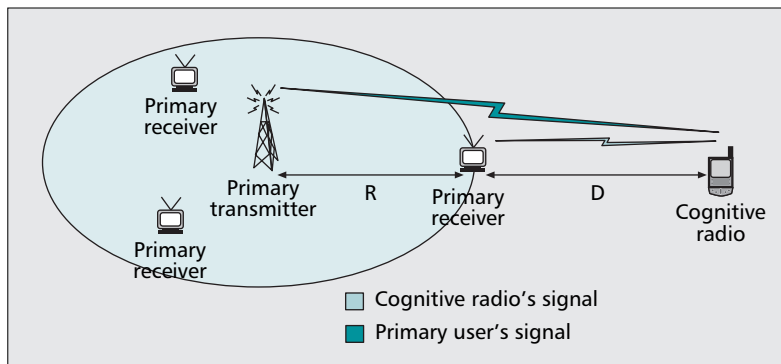 Primary
receiver
Primary
transmitter
R
Primary
receiver
D
Cognitive
radio
Primary
receiver
Cognitive radio's signal
Primary user's signal